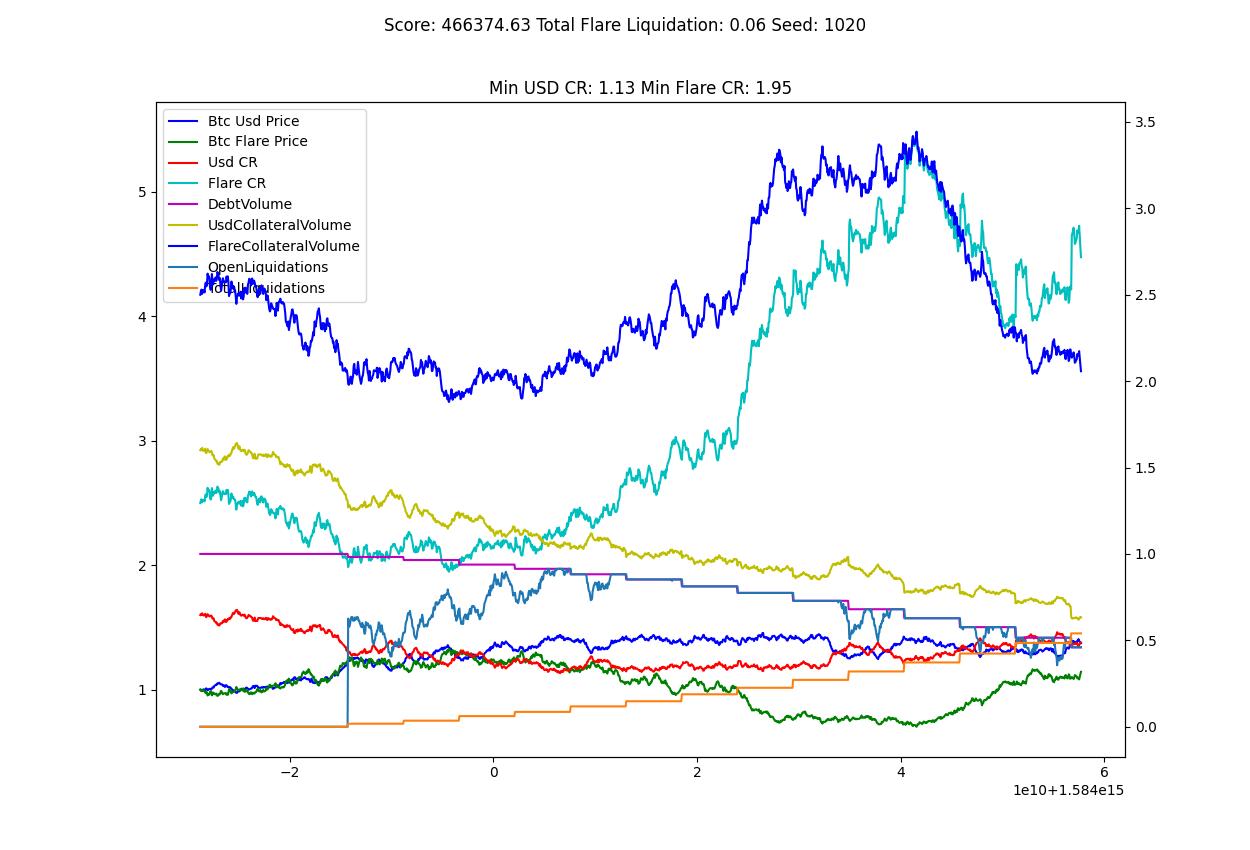 Score: 466374.63 Total Flare Liquidation: 0.06 Seed: 1020
Min USD CR: 1.13 Min Flare CR: 1.95
Btc Usd Price
Btc Flare Price
Usd CR
Flare CR
DebtVolume
UsdCollateralVolume
FlareCollateralVolume
OpenLiquidations
TotalLiquidations
5
4
3
2
1
3.5
3.0
2.5
2.0
1.5
1.0
0.5
0.0
−2 0 2 4 6
1e10+1.584e15